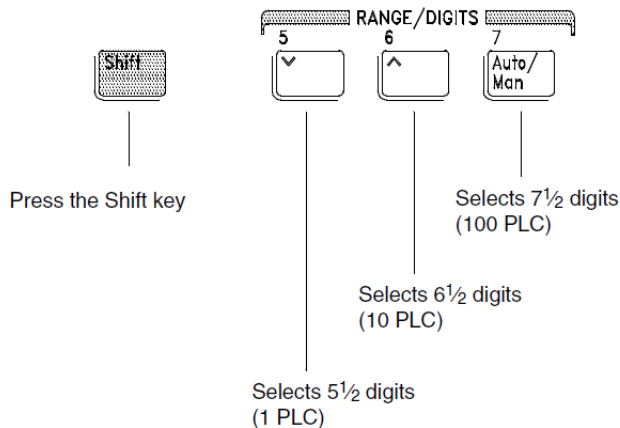 RANGE/DIGITS
5 6 7
Shift ⌄ ⌃ Auto/
Man
Press the Shift key
Selects 7½ digits
(100 PLC)
Selects 6½ digits
(10 PLC)
Selects 5½ digits
(1 PLC)